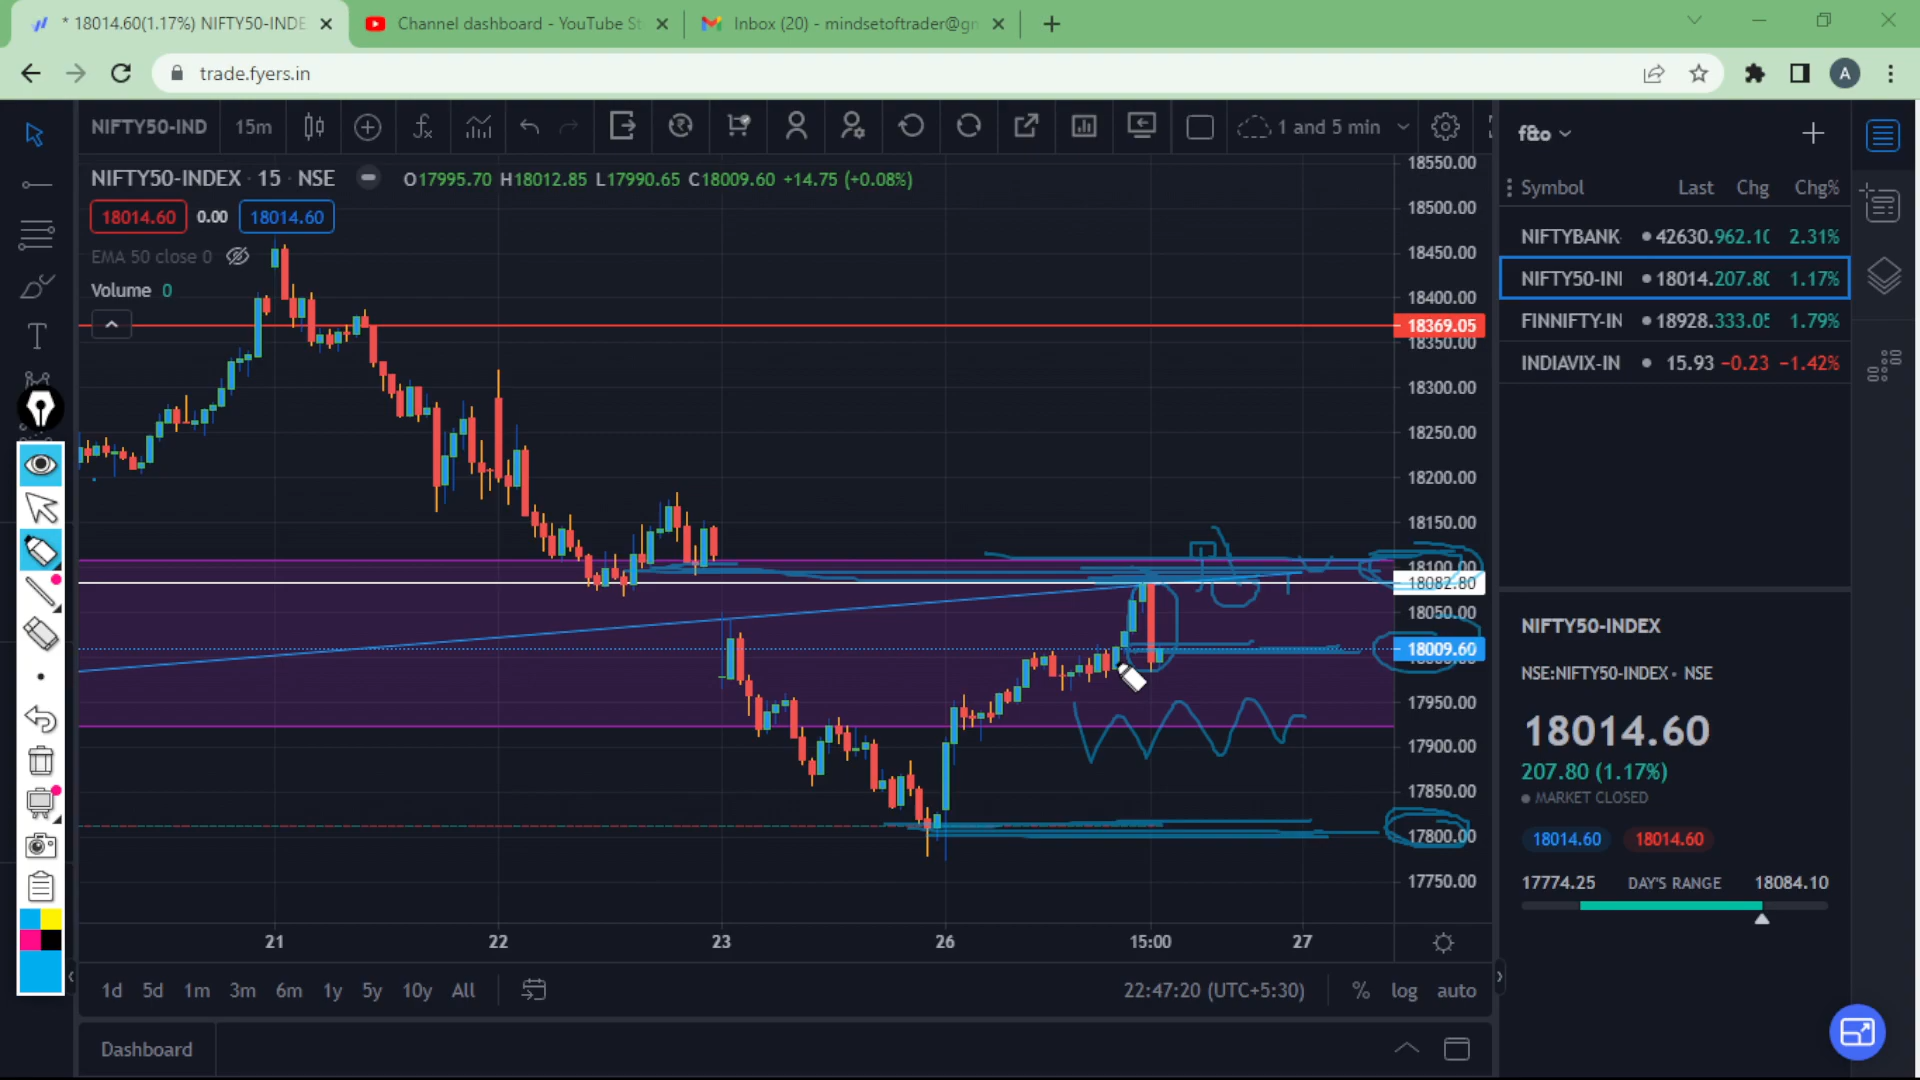 * 18014.60(1.17%) NIFTY50-INDE
Channel dashboard - YouTube St
Inbox (20) - mindsetoftrader@gn
trade.fyers.in
A
NIFTY50-IND
15m
1 and 5 min
NIFTY50-INDEX · 15 · NSE
O17995.70 H18012.85 L17990.65 C18009.60 +14.75 (+0.08%)
18014.60
0.00
18014.60
EMA 50 close 0
Volume 0
18550.00
18500.00
18450.00
18400.00
18369.05
18350.00
18300.00
18250.00
18200.00
18150.00
18100.00
18082.80
18050.00
18009.60
17950.00
17900.00
17850.00
17800.00
17750.00
21
22
23
26
15:00
27
1d
5d
1m
3m
6m
1y
5y
10y
All
22:47:20 (UTC+5:30)
%
log
auto
Dashboard
f&o
Symbol Last Chg Chg%
NIFTYBANK 42630. 962.10 2.31%
NIFTY50-INI 18014. 207.80 1.17%
FINNIFTY-IN 18928. 333.05 1.79%
INDIAVIX-IN 15.93 −0.23 −1.42%
NIFTY50-INDEX
NSE:NIFTY50-INDEX • NSE
18014.60
207.80 (1.17%)
MARKET CLOSED
18014.60
18014.60
17774.25 DAY'S RANGE 18084.10